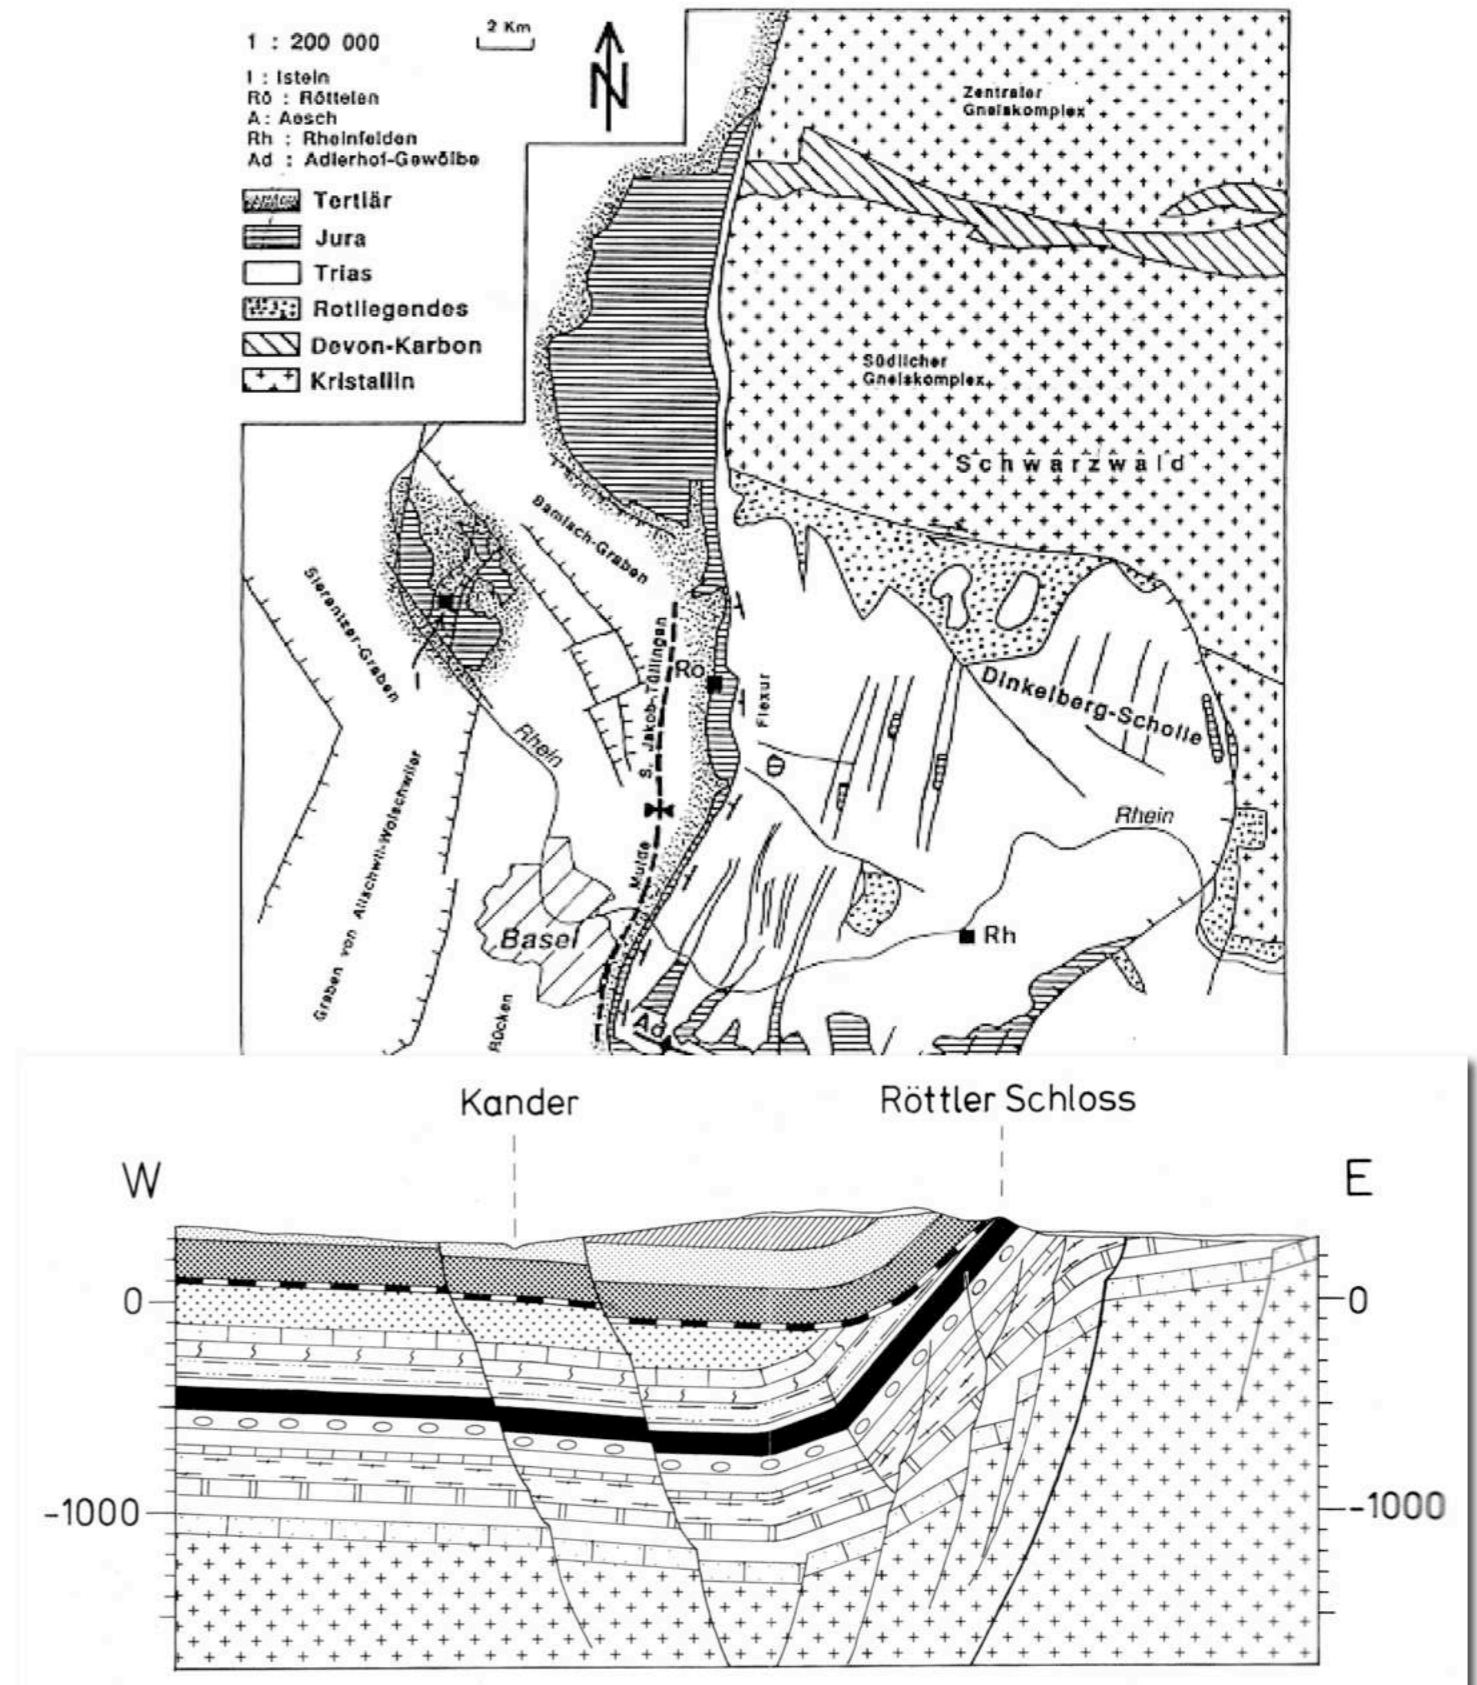 1 : 200 000
2 Km
N
I : Istein
Rö : Röttelen
A : Aesch
Rh : Rheinfelden
Ad : Adlerhof-Gewölbe
Tertiär
Jura
Trias
Rotliegendes
Devon-Karbon
Kristallin
Zentraler
Gneiskomplex
Südlicher
Gneiskomplex
Schwarzwald
Bamlach-Graben
Sierentzer-Graben
I
S. Jakob-Tüllingen
Mulde
Rö
Flexur
Dinkelberg-Scholle
Rhein
Rhein
Graben von Allschwil-Wolschwiler
Basel
Rücken
Rh
Ad
Kander
Röttler Schloss
W
E
0
0
-1000
-1000